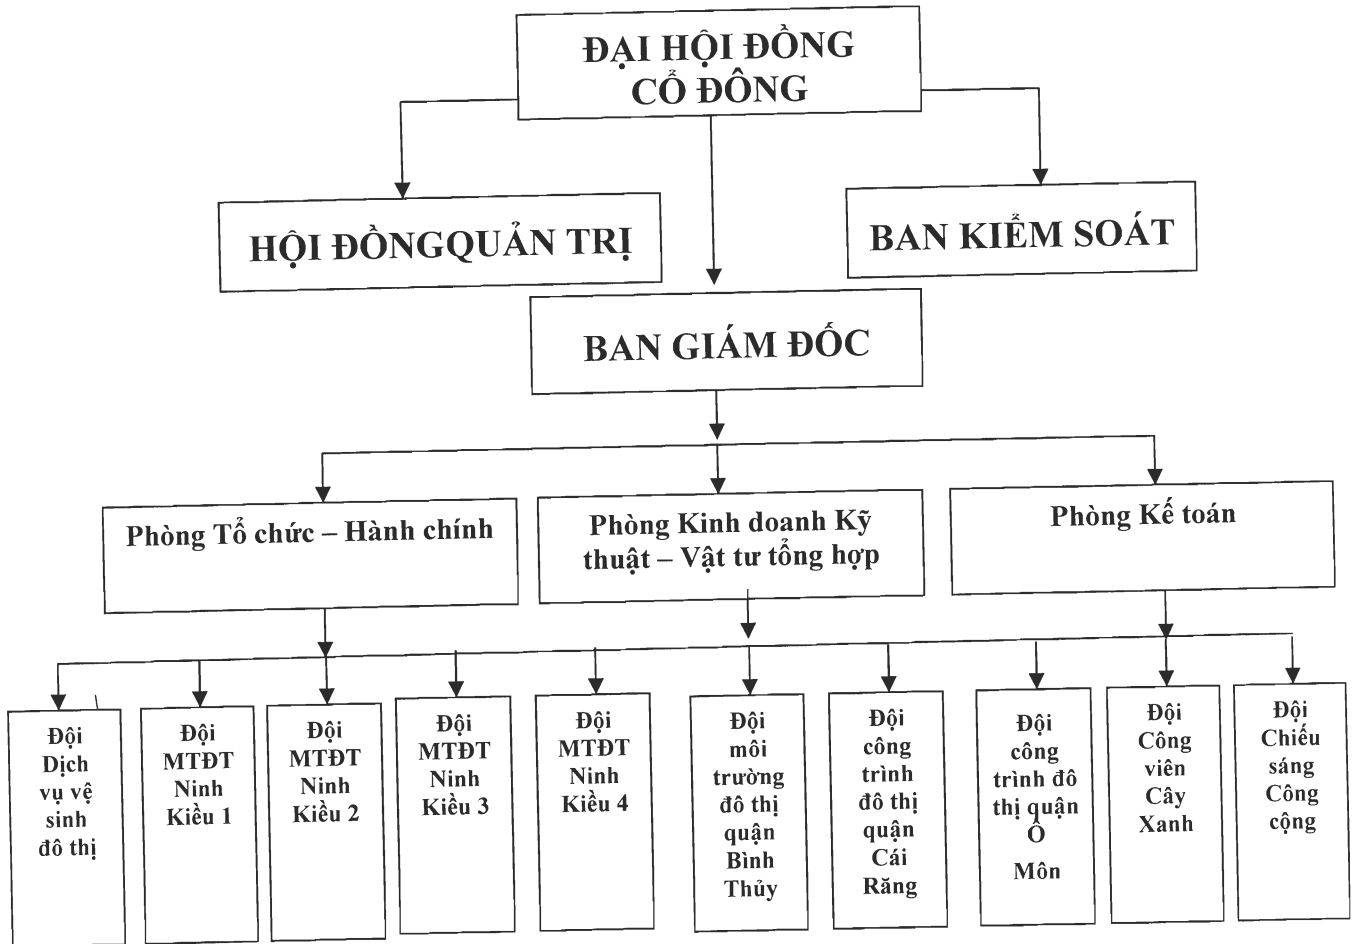 ĐẠI HỘI ĐỒNG
CỔ ĐÔNG
HỘI ĐỒNGQUẢN TRỊ
BAN KIỂM SOÁT
BAN GIÁM ĐỐC
Phòng Tổ chức – Hành chính
Phòng Kinh doanh Kỹ
thuật – Vật tư tổng hợp
Phòng Kế toán
Đội
Dịch
vụ vệ
sinh
đô thị
Đội
MTĐT
Ninh
Kiều 1
Đội
MTĐT
Ninh
Kiều 2
Đội
MTĐT
Ninh
Kiều 3
Đội
MTĐT
Ninh
Kiều 4
Đội
môi
trường
đô thị
quận
Bình
Thủy
Đội
công
trình
đô thị
quận
Cái
Răng
Đội
công
trình đô
thị quận
Ô
Môn
Đội
Công
viên
Cây
Xanh
Đội
Chiếu
sáng
Công
cộng